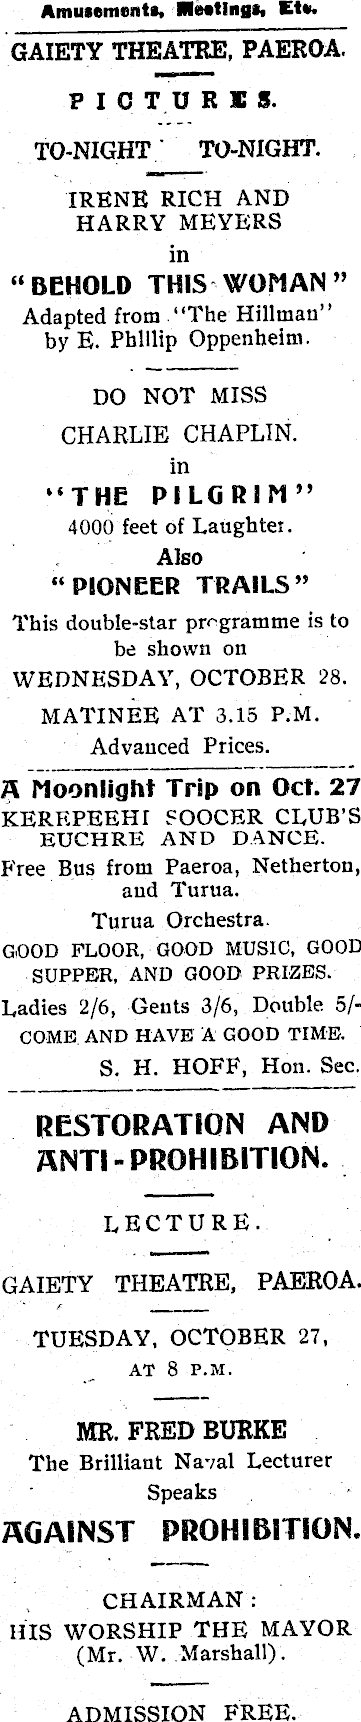 Amusements, Meetings, Etc.
GAIETY THEATRE, PAEROA.
PICTURES.
TO-NIGHT TO-NIGHT.
IRENE RICH AND
HARRY MEYERS
in
"BEHOLD THIS WOMAN"
Adapted from "The Hillman"
by E. Phlllip Oppenheim.
DO NOT MISS
CHARLIE CHAPLIN.
in
"THE PILGRIM"
4000 feet of Laughter.
Also
"PIONEER TRAILS"
This double-star programme is to
be shown on
WEDNESDAY, OCTOBER 28.
MATINEE AT 3.15 P.M.
Advanced Prices.
A Moonlight Trip on Oct. 27
KEREPEEHI SOOCER CLUB'S
EUCHRE AND DANCE.
Free Bus from Paeroa, Netherton,
and Turua.
Turua Orchestra.
GOOD FLOOR, GOOD MUSIC, GOOD
SUPPER, AND GOOD PRIZES.
Ladies 2/6, Gents 3/6, Double 5/-
COME AND HAVE A GOOD TIME.
S. H. HOFF, Hon. Sec.
RESTORATION AND
ANTI-PROHIBITION.
LECTURE.
GAIETY THEATRE, PAEROA.
TUESDAY, OCTOBER 27,
AT 8 P.M.
MR. FRED BURKE
The Brilliant Naval Lecturer
Speaks
AGAINST PROHIBITION.
CHAIRMAN:
HIS WORSHIP THE MAYOR
(Mr. W. Marshall).
ADMISSION FREE.